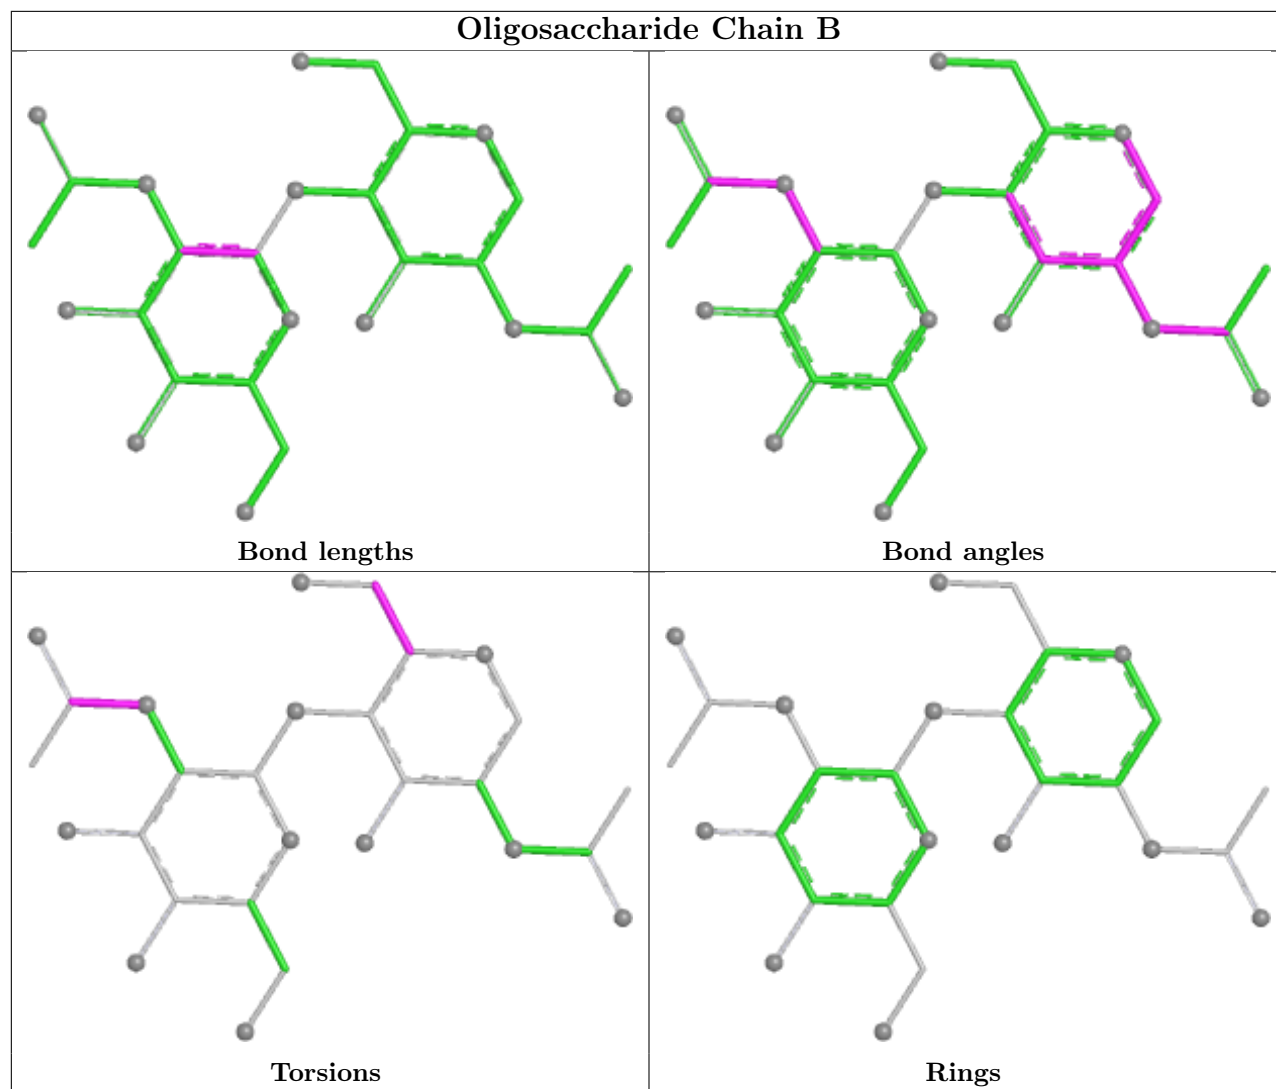 Oligosaccharide Chain B
Bond lengths
Bond angles
Torsions
Rings